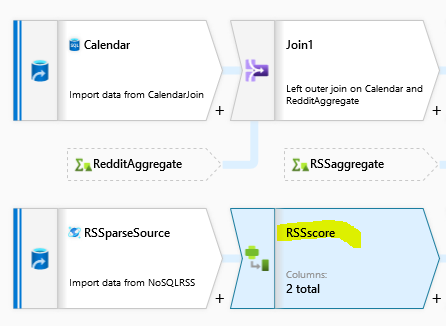 Calendar
Import data from CalendarJoin
+
Join1
Left outer join on Calendar and
RedditAggregate
+
RedditAggregate
RSSaggregate
RSSparseSource
Import data from NoSQLRSS
+
RSSscore
Columns:
2 total
+